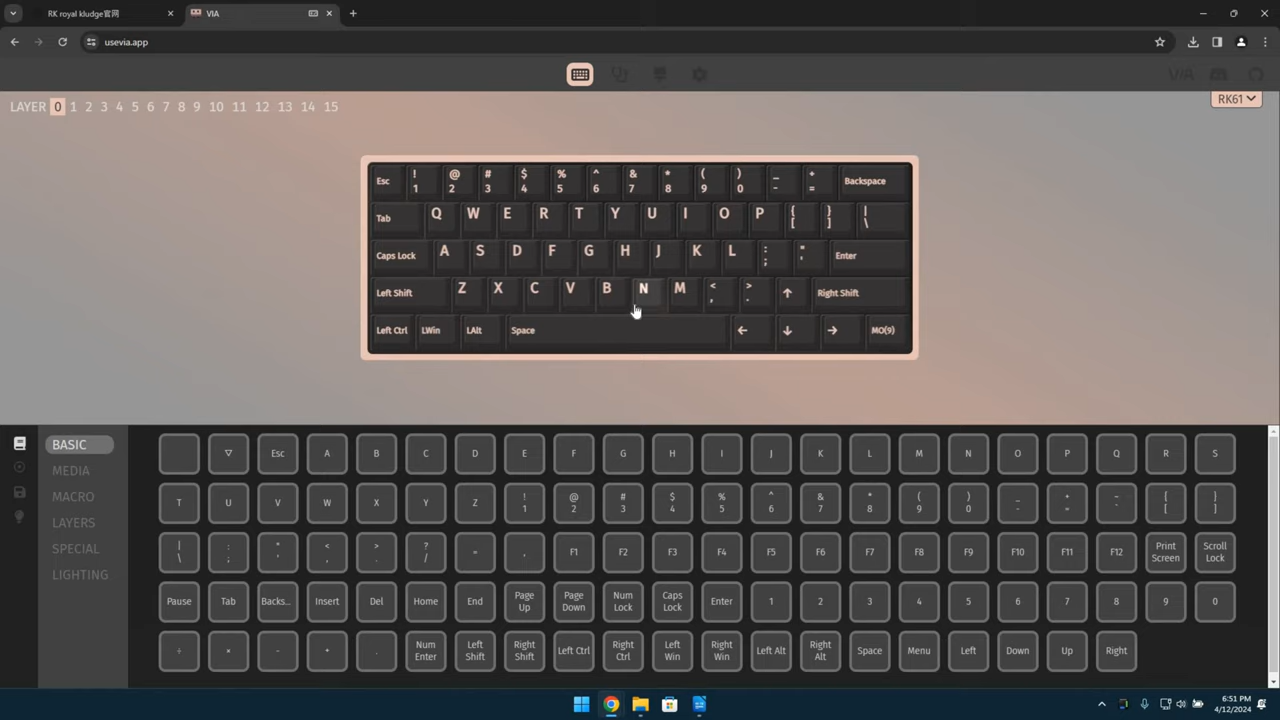 RK royal kludge官网
VIA
usevia.app
VIA
LAYER 0 1 2 3 4 5 6 7 8 9 10 11 12 13 14 15
RK61
Esc ! @ # $ % ^ & * ( ) _ + Backspace
1 2 3 4 5 6 7 8 9 0 - =
Tab Q W E R T Y U I O P { } |
[ ] \
Caps Lock A S D F G H J K L : " Enter
; '
Left Shift Z X C V B N M < > ↑ Right Shift
, .
Left Ctrl LWin LAlt Space ← ↓ → MO(9)
BASIC
MEDIA
MACRO
LAYERS
SPECIAL
LIGHTING
▽ Esc A B C D E F G H I J K L M N O P Q R S
T U V W X Y Z ! @ # $ % ^ & * ( ) _ + ~ { }
1 2 3 4 5 6 7 8 9 0 - = ` [ ]
| : " < > ? = , F1 F2 F3 F4 F5 F6 F7 F8 F9 F10 F11 F12 Print Screen Scroll Lock
\ ; ' , . /
Pause Tab Backs... Insert Del Home End Page Up Page Down Num Lock Caps Lock Enter 1 2 3 4 5 6 7 8 9 0
÷ × - + . Num Enter Left Shift Right Shift Left Ctrl Right Ctrl Left Win Right Win Left Alt Right Alt Space Menu Left Down Up Right
6:51 PM
4/12/2024